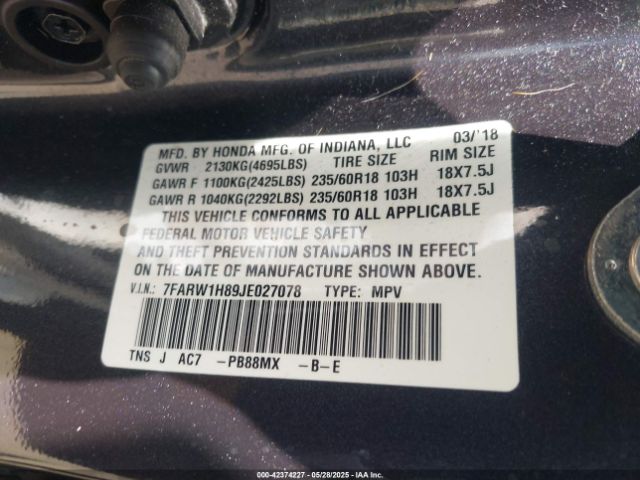 MFD. BY HONDA MFG. OF INDIANA, LLC 03/'18
GVWR 2130KG(4695LBS) TIRE SIZE RIM SIZE
GAWR F 1100KG(2425LBS) 235/60R18 103H 18X7.5J
GAWR R 1040KG(2292LBS) 235/60R18 103H 18X7.5J
THIS VEHICLE CONFORMS TO ALL APPLICABLE
FEDERAL MOTOR VEHICLE SAFETY
AND THEFT PREVENTION STANDARDS IN EFFECT
ON THE DATE OF MANUFACTURE SHOWN ABOVE.
V.I.N.: 7FARW1H89JE027078 TYPE: MPV
TNS J AC7 -PB88MX -B-E
000-42374227 - 05/28/2025 - IAA Inc.